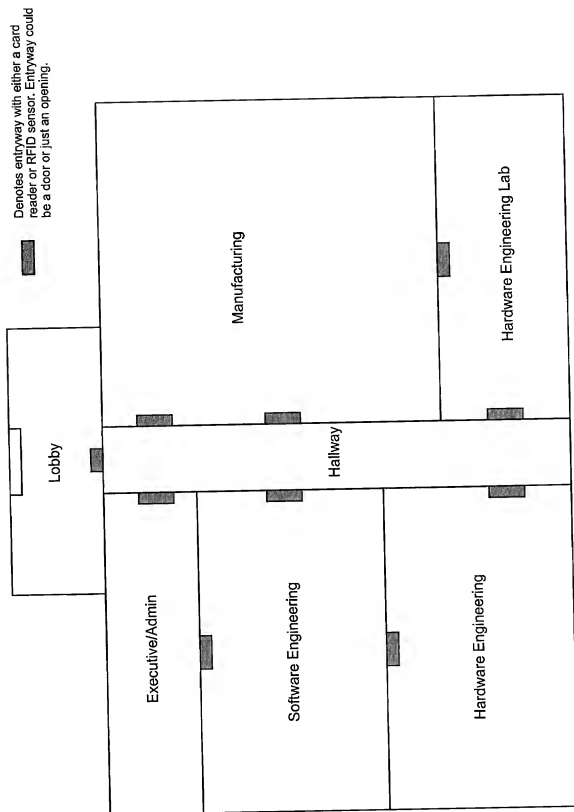 Denotes entryway with either a card
reader or RFID sensor. Entryway could
be a door or just an opening.
Lobby
Executive/Admin
Manufacturing
Hallway
Software Engineering
Hardware Engineering
Hardware Engineering Lab